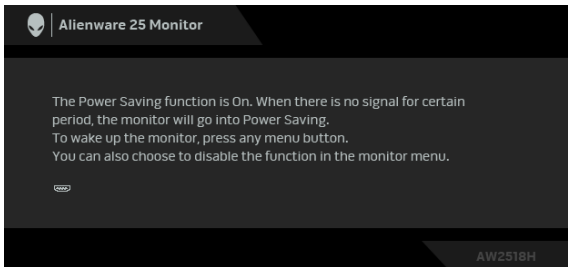 Alienware 25 Monitor
The Power Saving function is On. When there is no signal for certain
period, the monitor will go into Power Saving.
To wake up the monitor, press any menu button.
You can also choose to disable the function in the monitor menu.
AW2518H